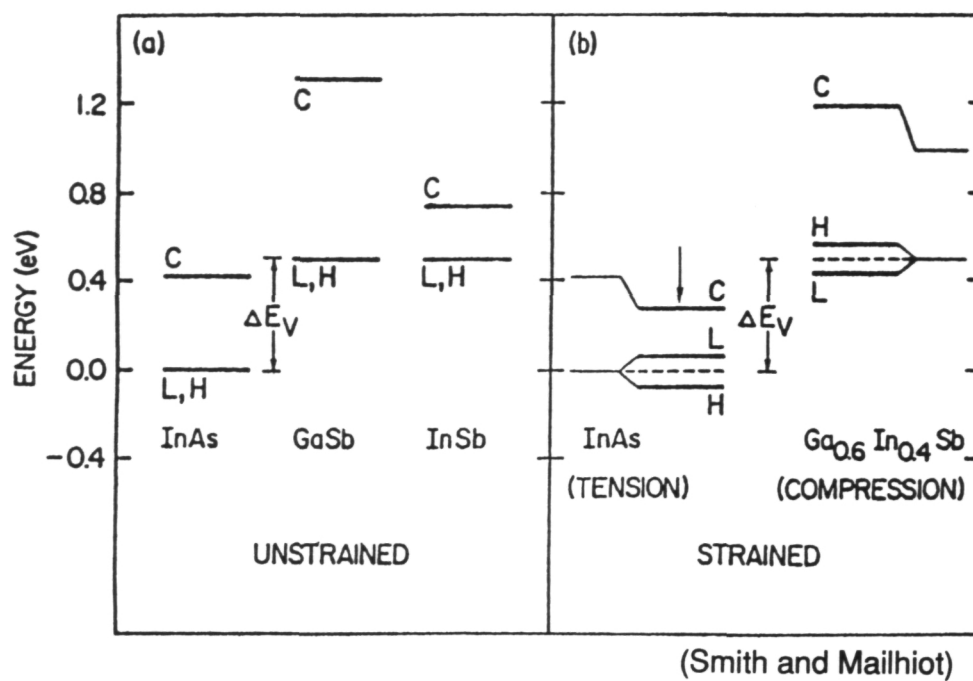 (a)
(b)
ENERGY (eV)
1.2
0.8
0.4
0.0
-0.4
C
L, H
InAs
ΔE_V
C
L, H
GaSb
C
L, H
InSb
UNSTRAINED
C
L
H
InAs
(TENSION)
ΔE_V
C
H
L
Ga0.6 In0.4 Sb
(COMPRESSION)
STRAINED
(Smith and Mailhiot)